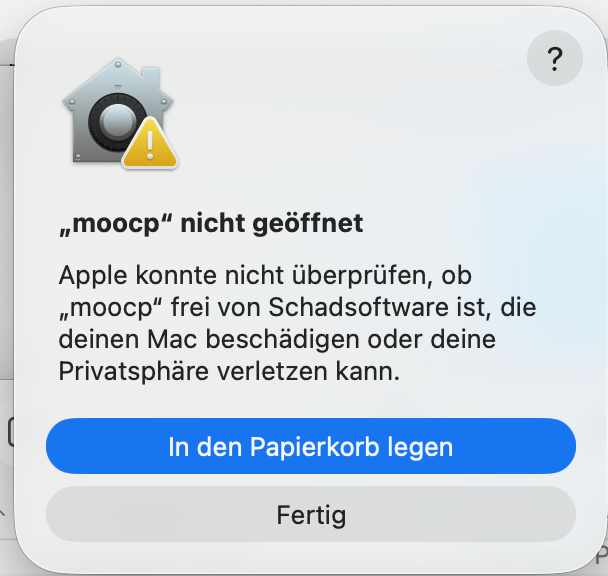 ?
„moocp“ nicht geöffnet
Apple konnte nicht überprüfen, ob
„moocp“ frei von Schadsoftware ist, die
deinen Mac beschädigen oder deine
Privatsphäre verletzen kann.
In den Papierkorb legen
Fertig